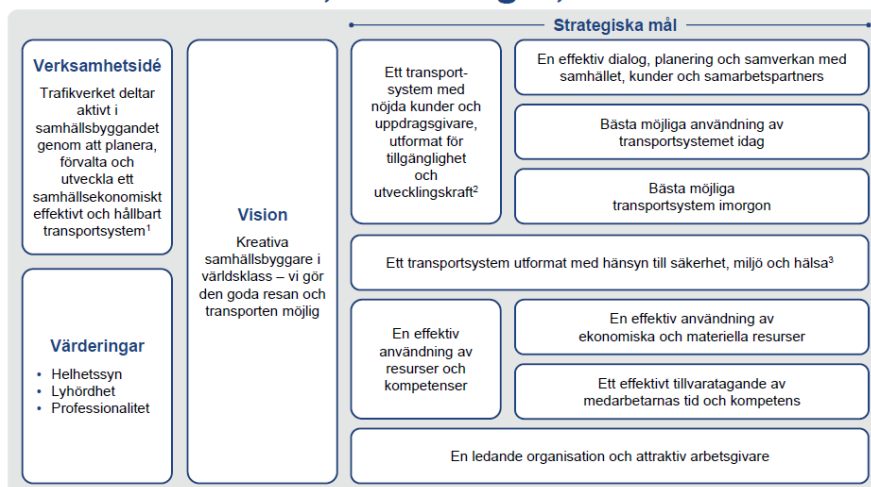 Strategiska mål
Verksamhetsidé
Trafikverket deltar
aktivt i
samhällsbyggandet
genom att planera,
förvalta och
utveckla ett
samhällsekonomiskt
effektivt och hållbart
transportsystem¹
Värderingar
• Helhetssyn
• Lyhördhet
• Professionalitet
Vision
Kreativa
samhällsbyggare i
världsklass – vi gör
den goda resan och
transporten möjlig
Ett transport-
system med
nöjda kunder och
uppdragsgivare,
utformat för
tillgänglighet
och
utvecklingskraft²
En effektiv dialog, planering och samverkan med
samhället, kunder och samarbetspartners
Bästa möjliga användning av
transportsystemet idag
Bästa möjliga
transportsystem imorgon
Ett transportsystem utformat med hänsyn till säkerhet, miljö och hälsa³
En effektiv
användning av
resurser och
kompetenser
En effektiv användning av
ekonomiska och materiella resurser
Ett effektivt tillvaratagande av
medarbetarnas tid och kompetens
En ledande organisation och attraktiv arbetsgivare